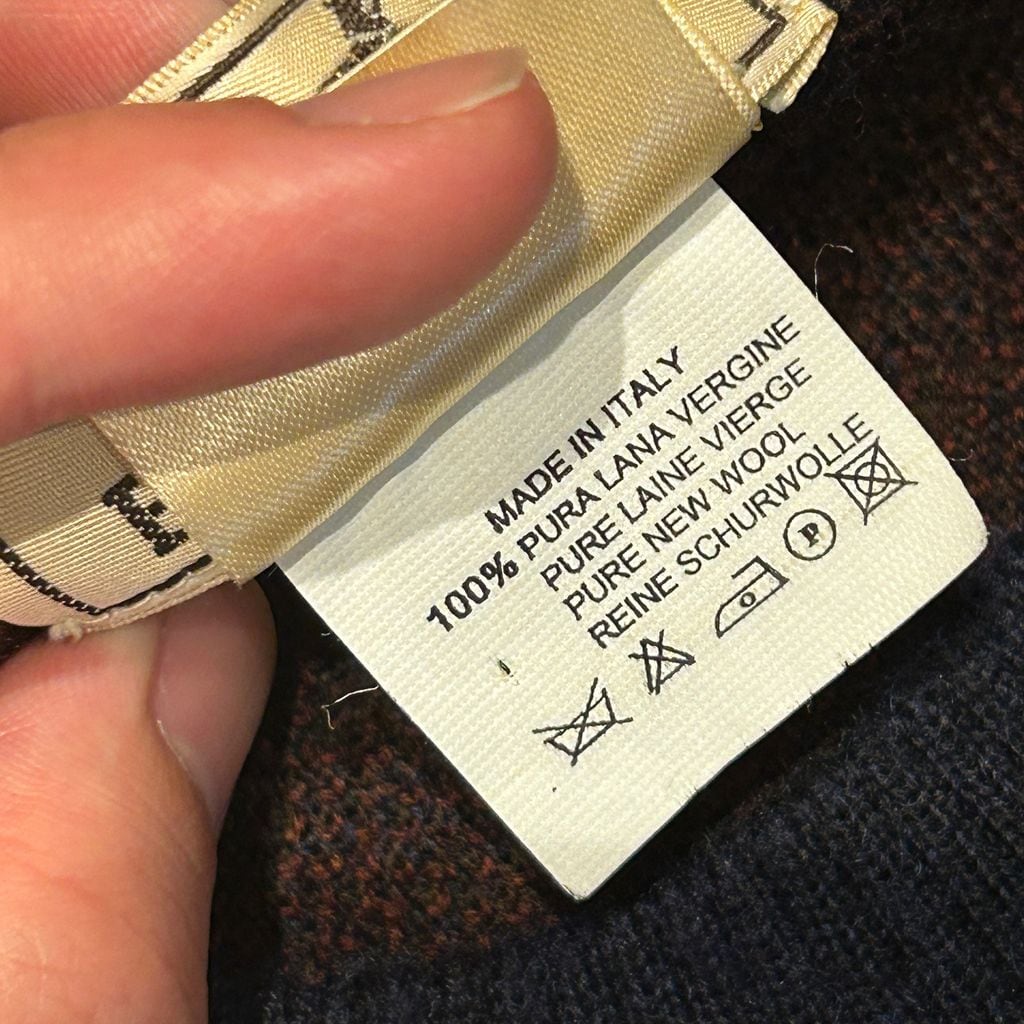 MADE IN ITALY
100% PURA LANA VERGINE
PURE LAINE VIERGE
PURE NEW WOOL
REINE SCHURWOLLE
P